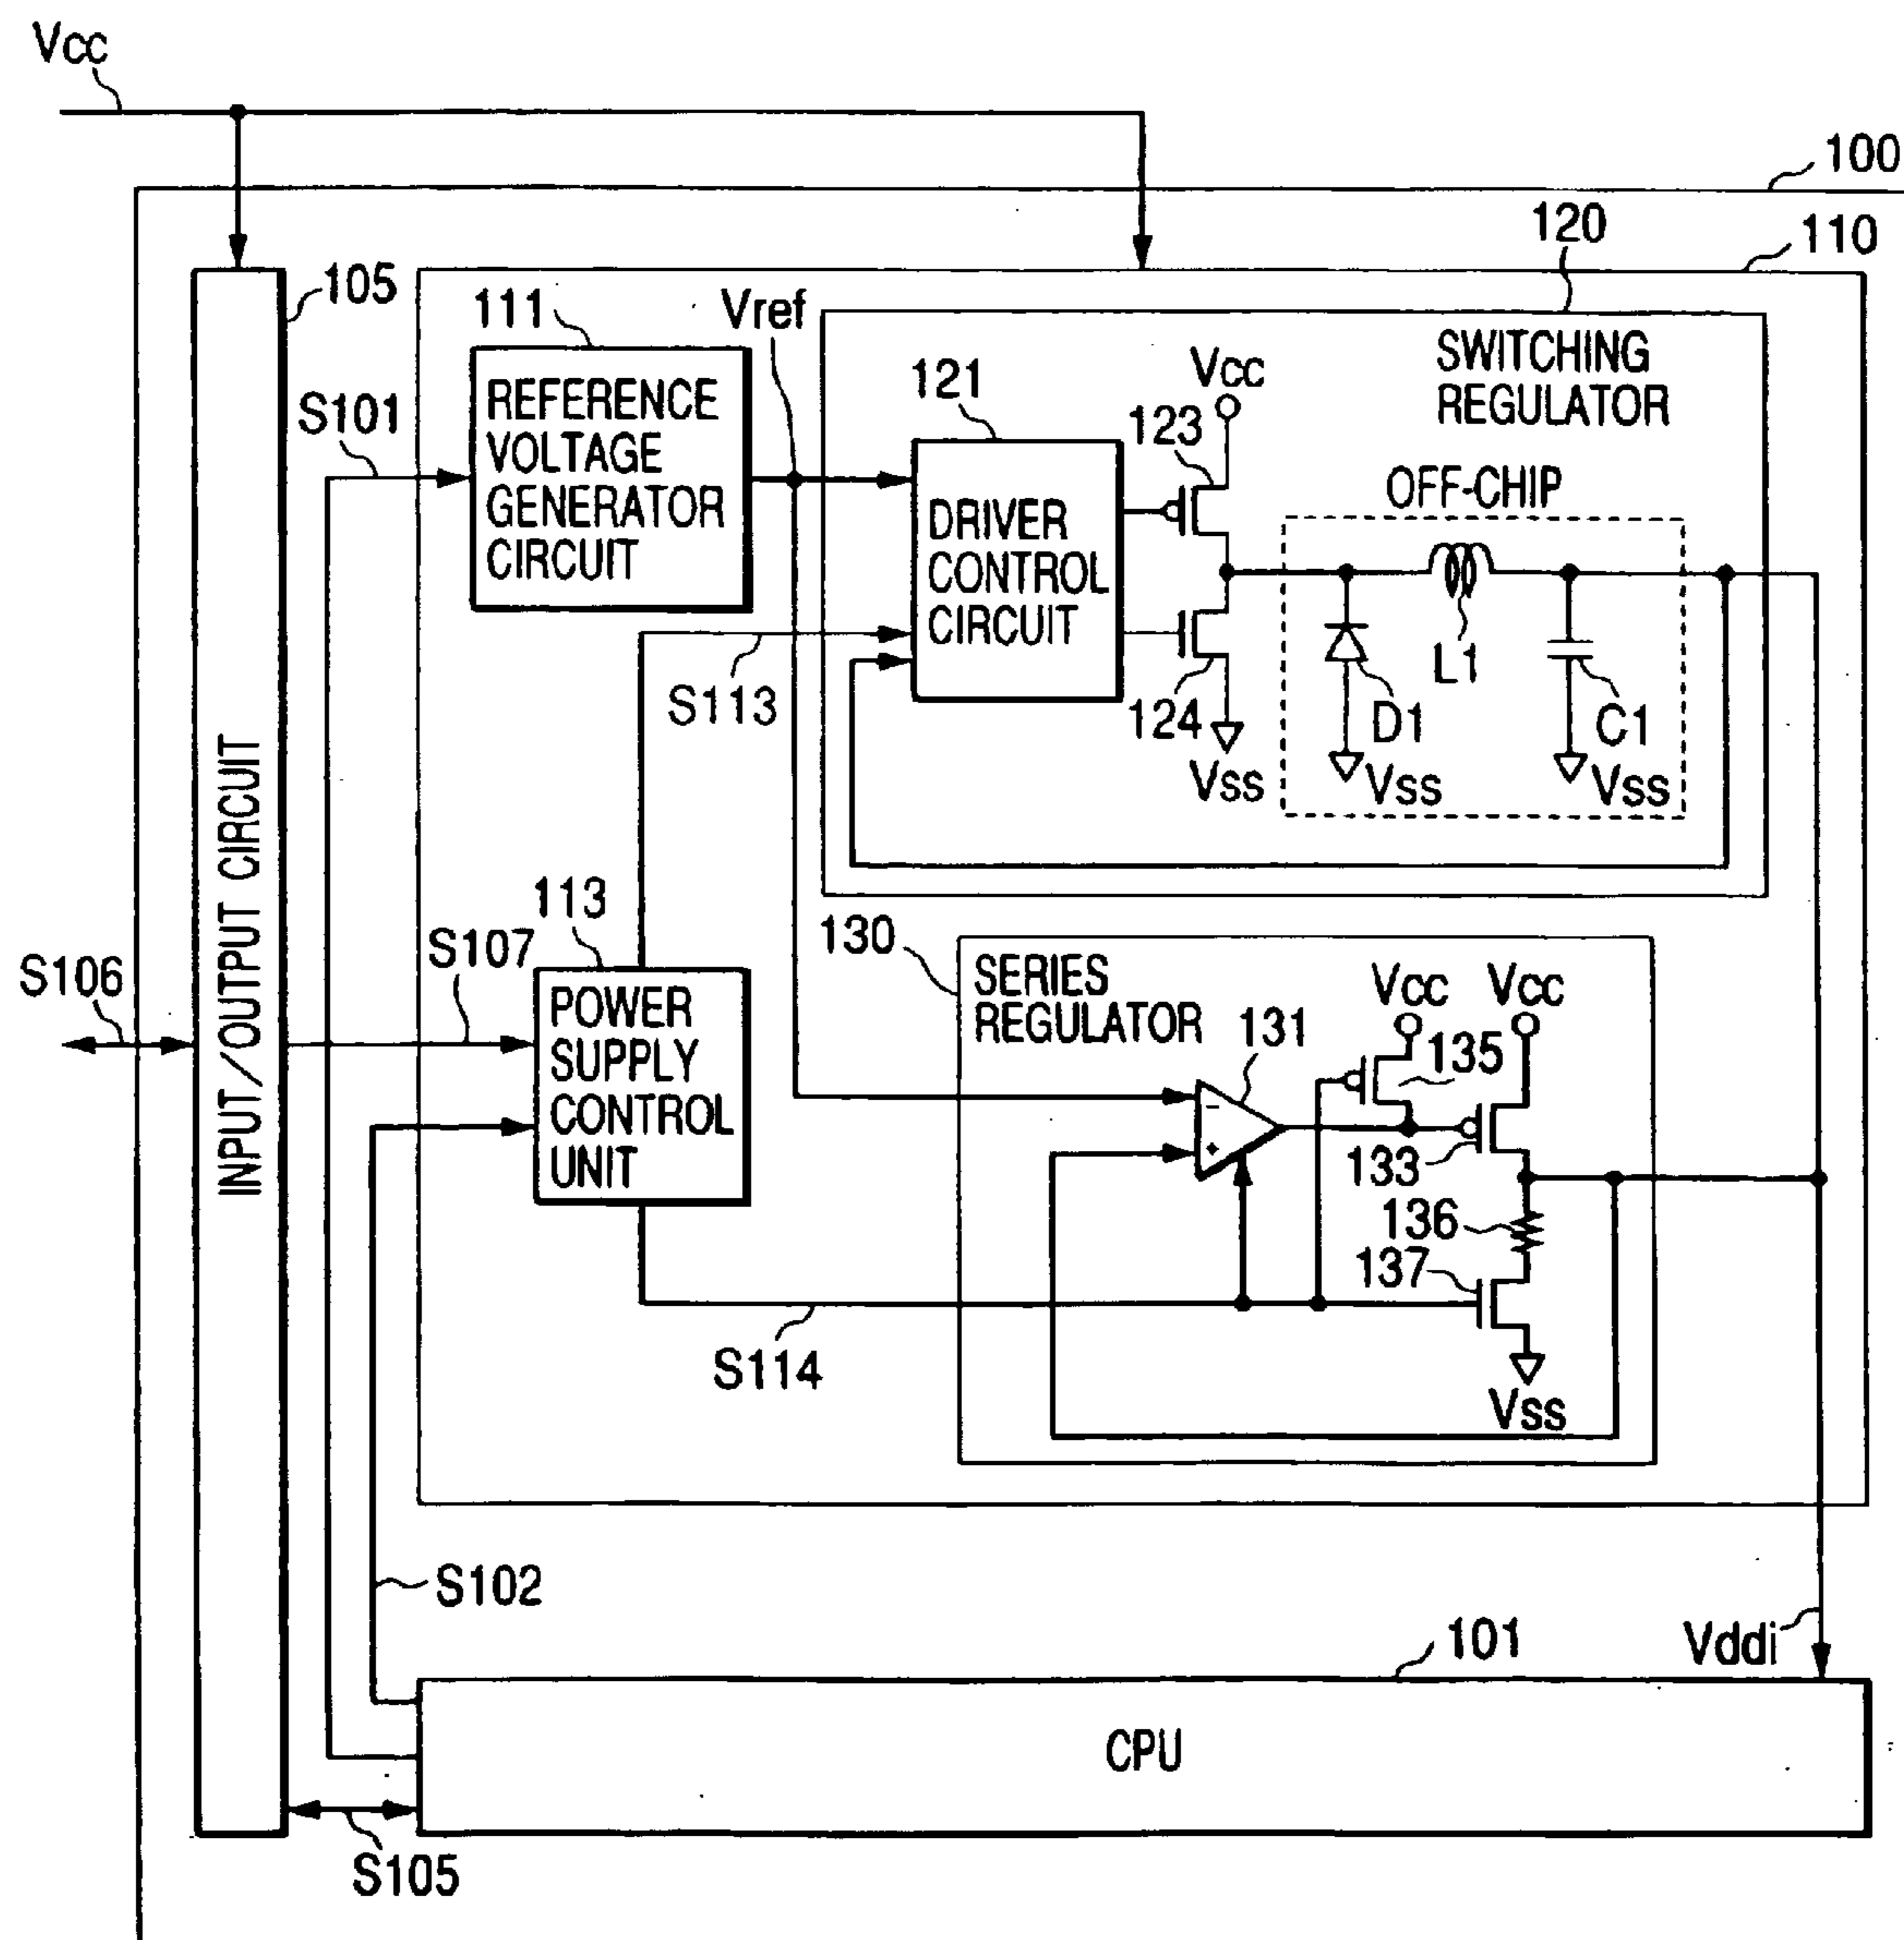 Vcc
100
120
110
105
111
Vref
SWITCHING
REGULATOR
S101
REFERENCE
VOLTAGE
GENERATOR
CIRCUIT
121
Vcc
123
OFF-CHIP
DRIVER
CONTROL
CIRCUIT
L1
S113
124
D1
C1
Vss
Vss
Vss
INPUT/OUTPUT CIRCUIT
113
130
S107
S106
SERIES
REGULATOR
Vcc
Vcc
POWER
SUPPLY
CONTROL
UNIT
131
135
-
+
133
136
137
S114
Vss
S102
Vddi
101
CPU
S105